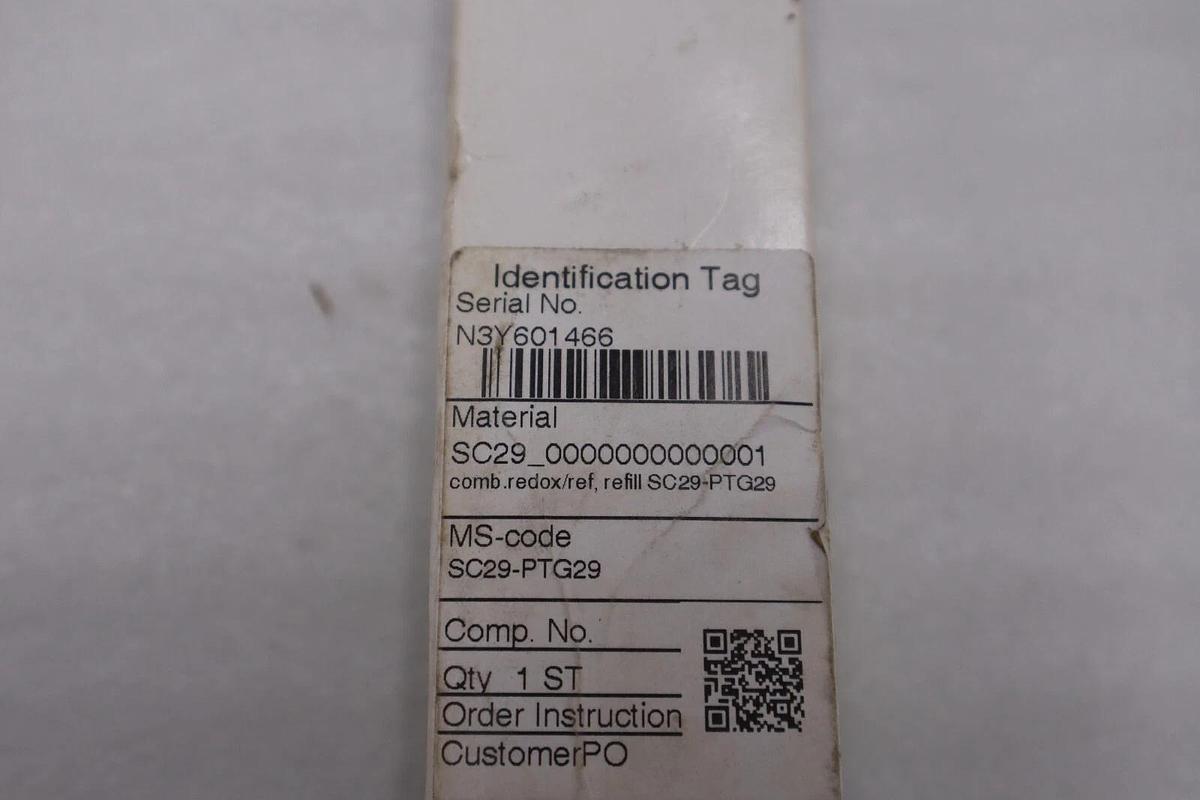 Identification Tag
Serial No.
N3Y601466
Material
SC29_0000000000001
comb.redox/ref, refill SC29-PTG29
MS-code
SC29-PTG29
Comp. No.
Qty 1 ST
Order Instruction
CustomerPO